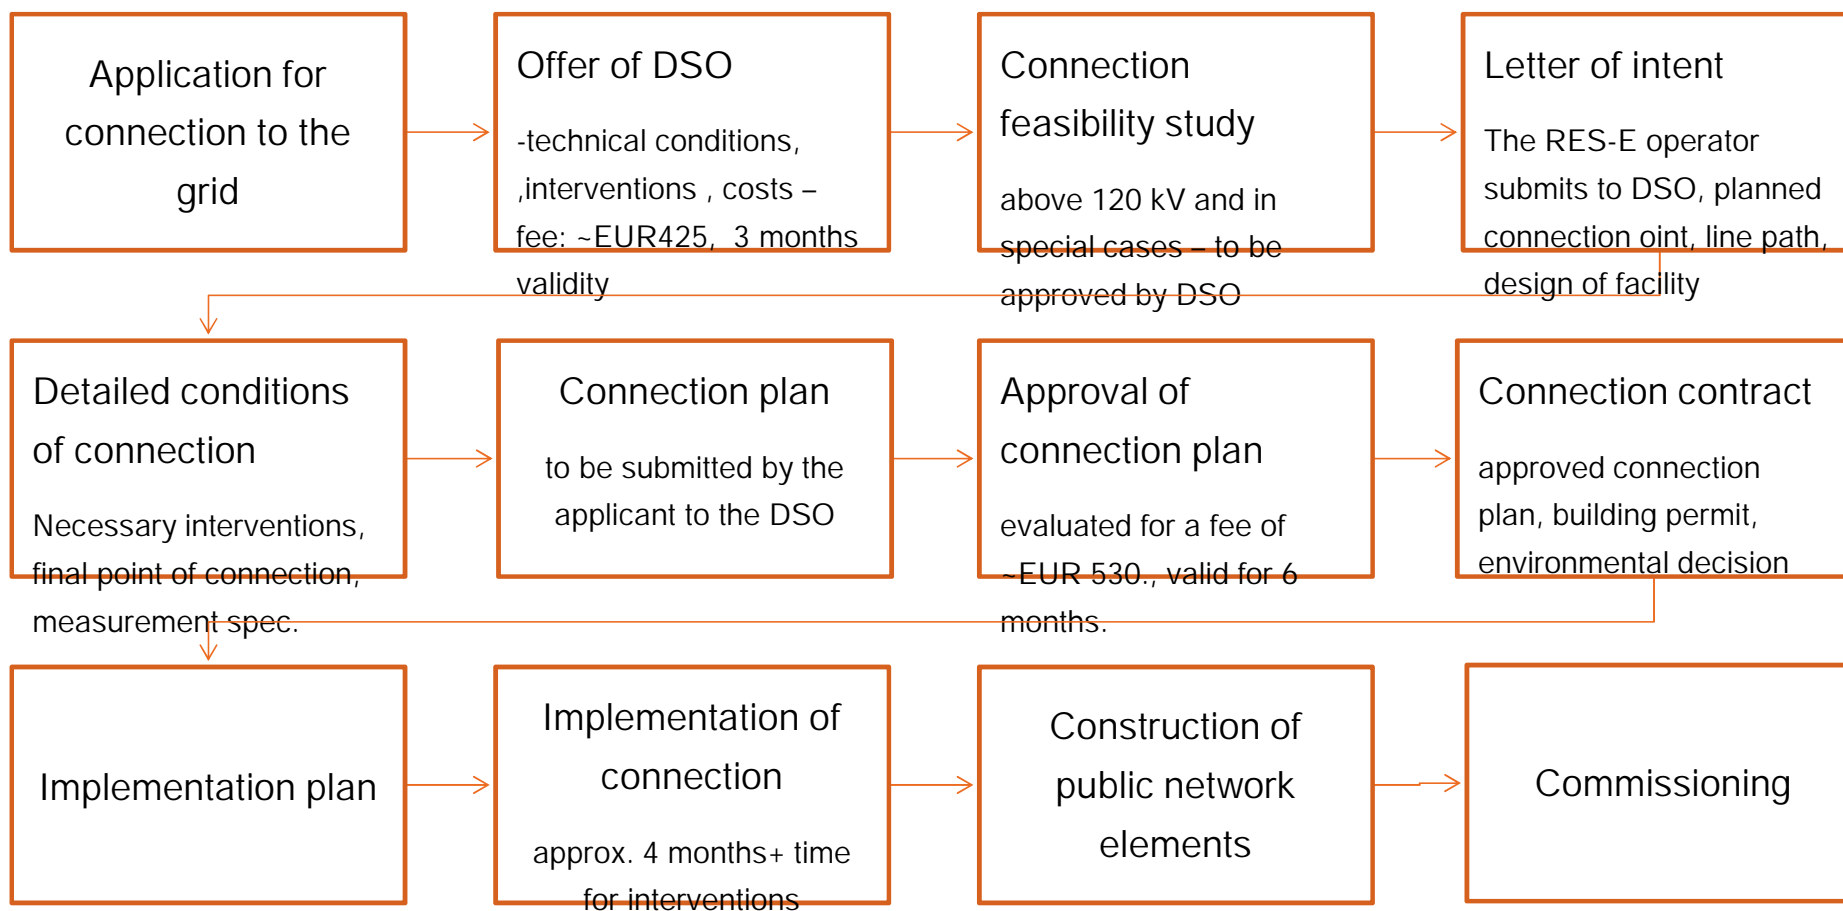 Application for
connection to the
grid
Offer of DSO
-technical conditions,
,interventions , costs –
fee: ~EUR425, 3 months
validity
Connection
feasibility study
above 120 kV and in
special cases – to be
approved by DSO
Letter of intent
The RES-E operator
submits to DSO, planned
connection oint, line path,
design of facility
Detailed conditions
of connection
Necessary interventions,
final point of connection,
measurement spec.
Connection plan
to be submitted by the
applicant to the DSO
Approval of
connection plan
evaluated for a fee of
~EUR 530., valid for 6
months.
Connection contract
approved connection
plan, building permit,
environmental decision
Implementation plan
Implementation of
connection
approx. 4 months+ time
for interventions
Construction of
public network
elements
Commissioning